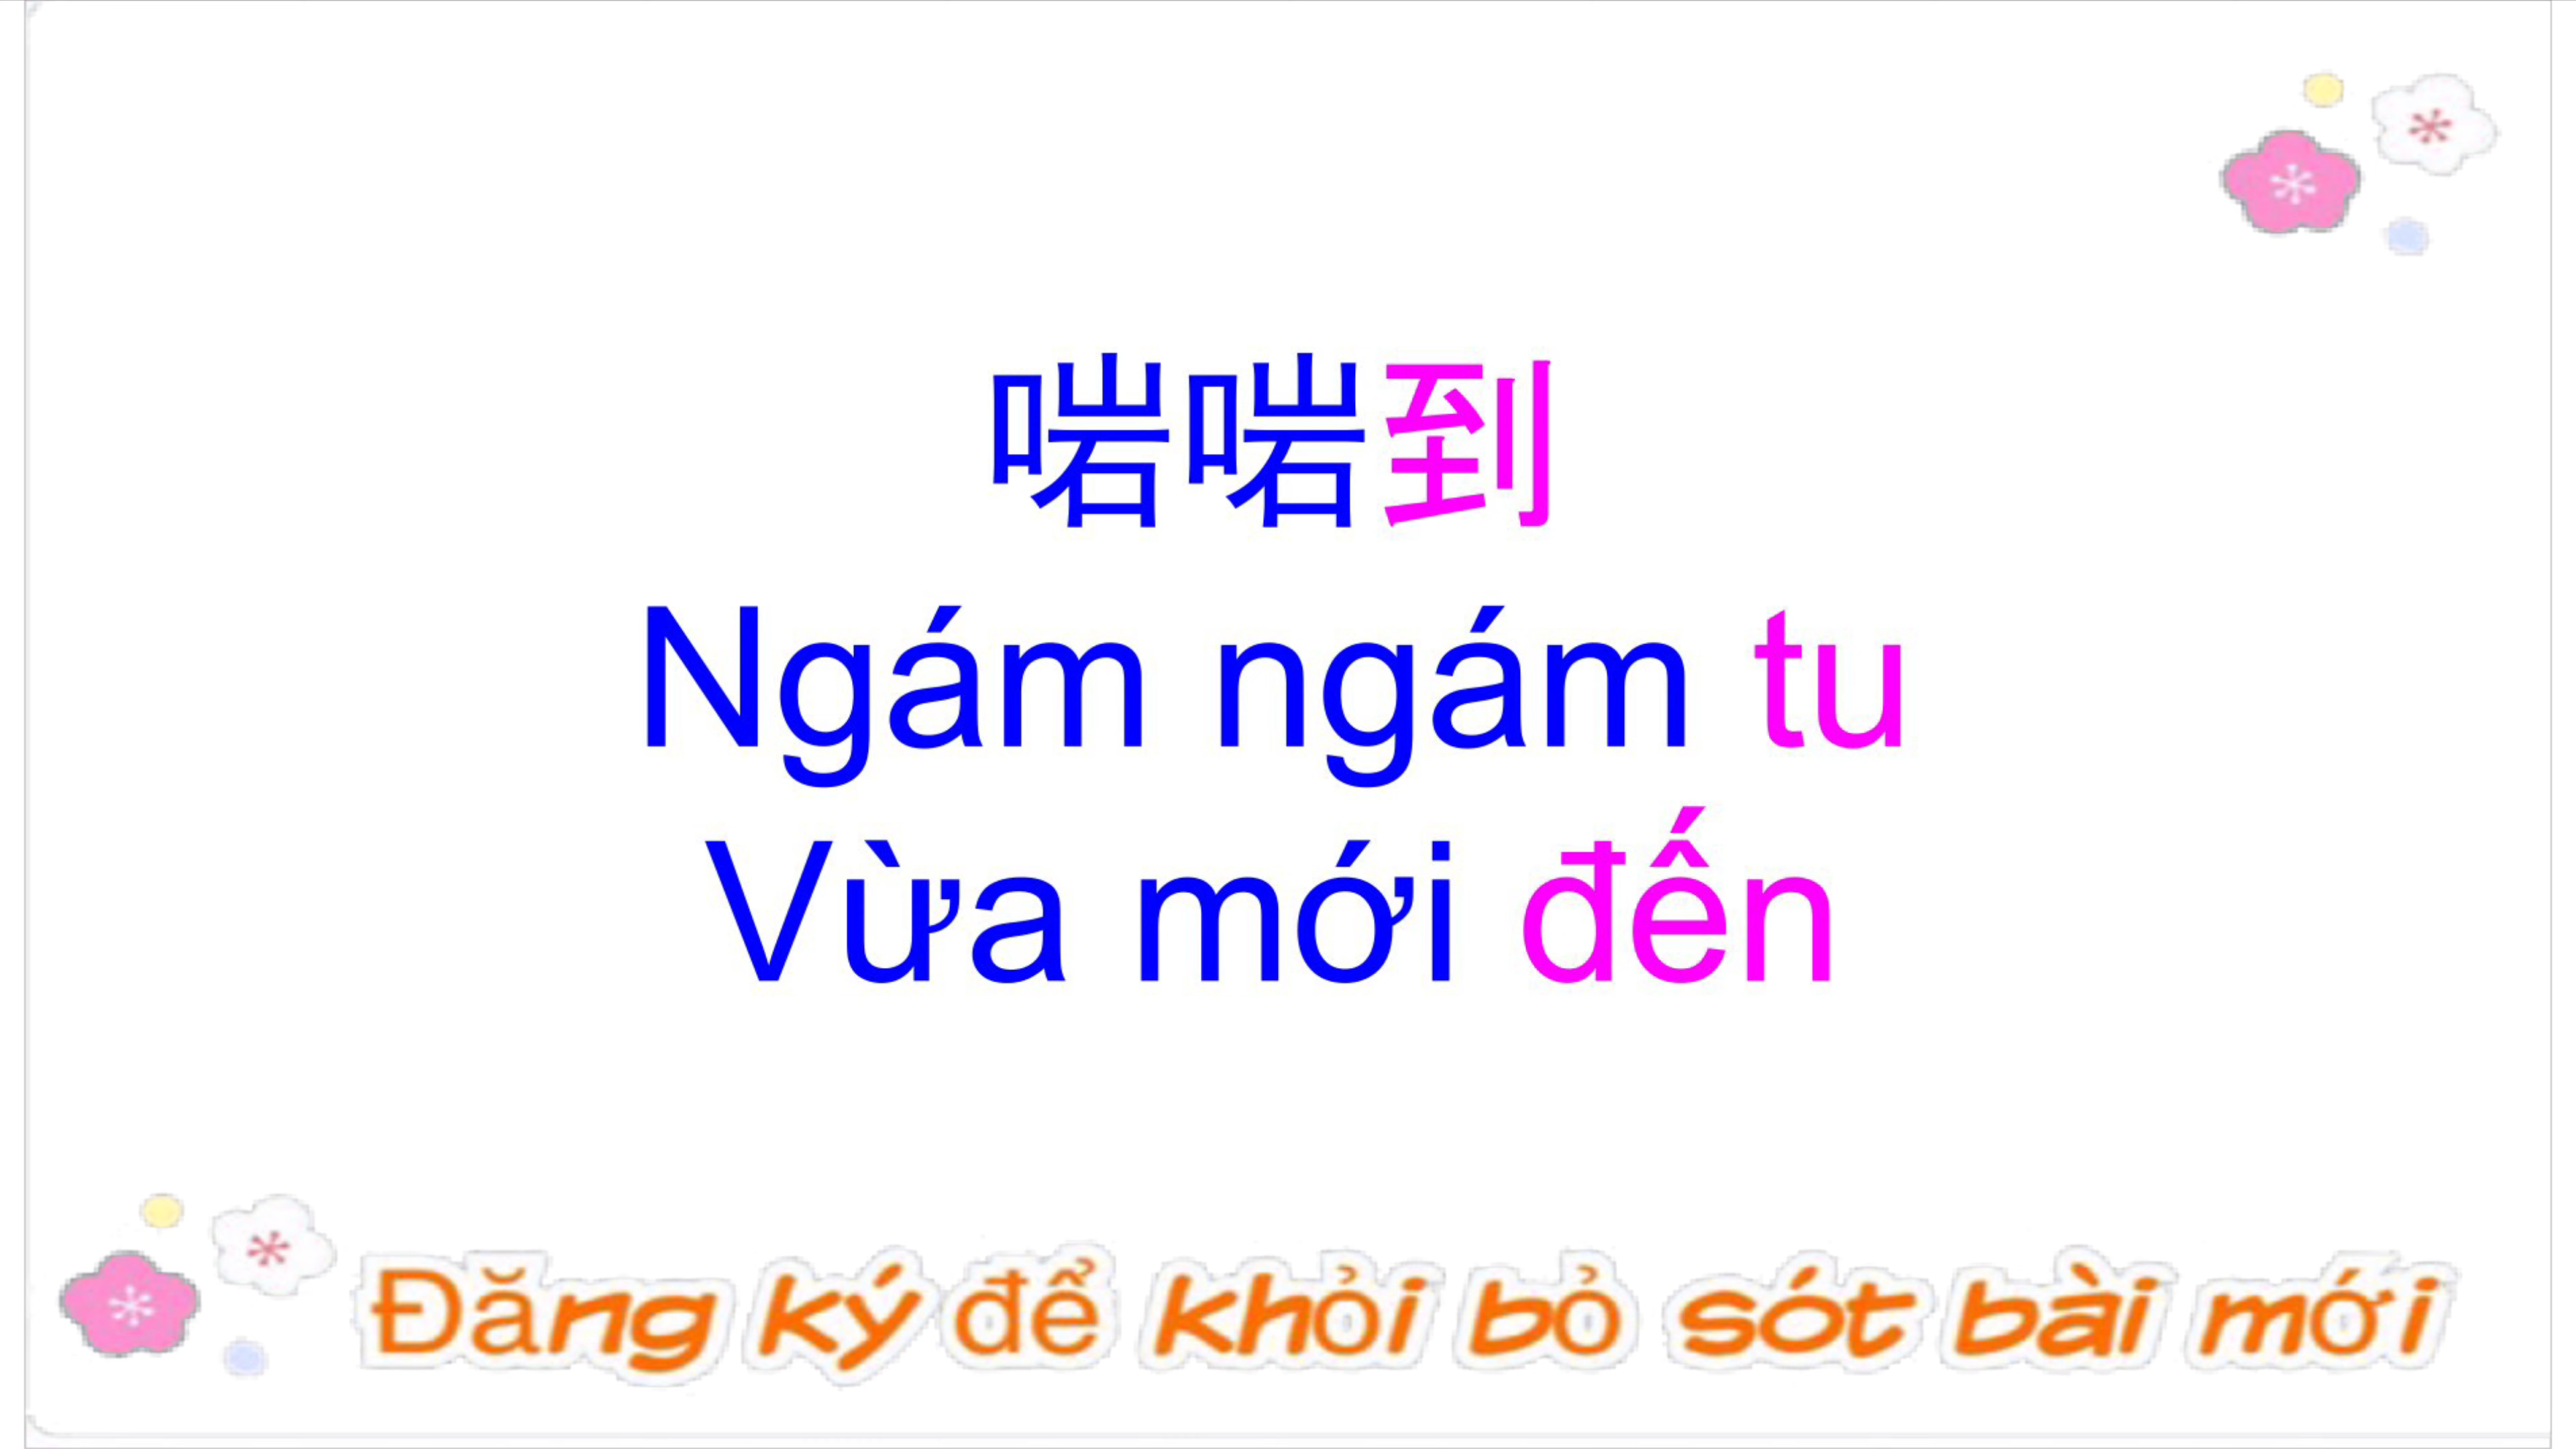 啱啱到
Ngám ngám tu
Vừa mới đến
Đăng ký để khỏi bỏ sót bài mới